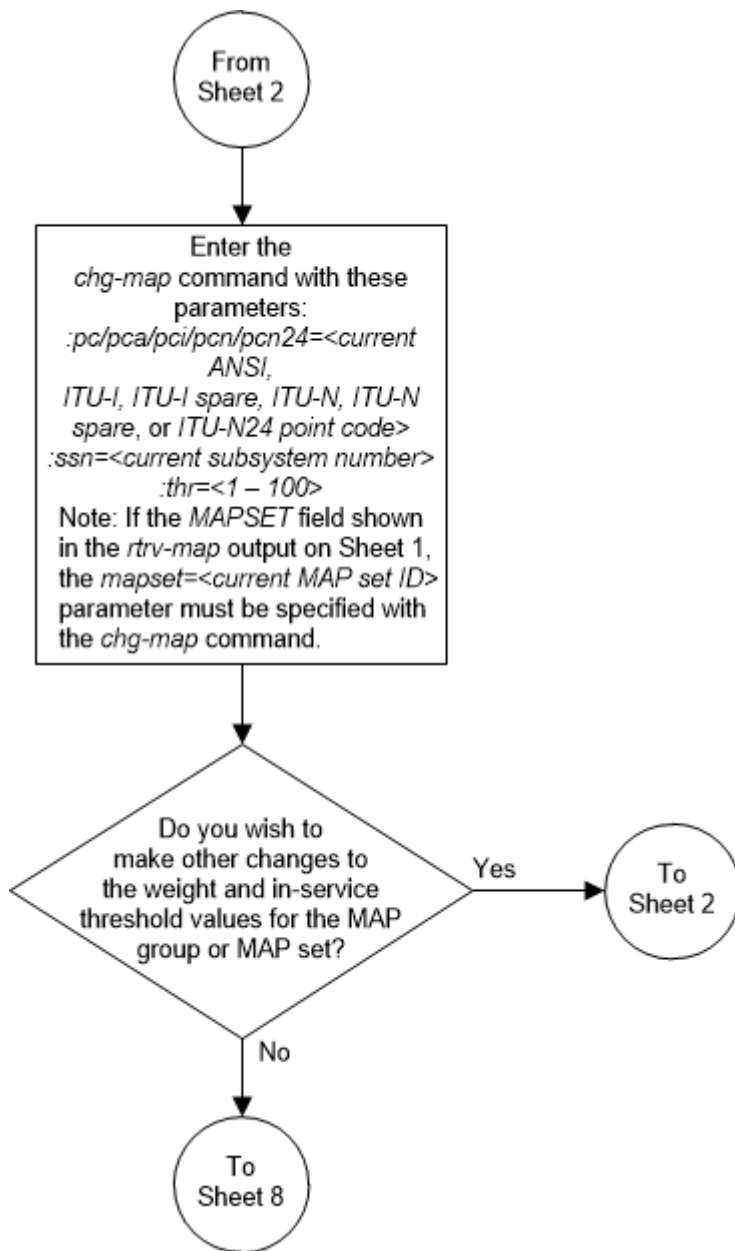 From
Sheet 2
Enter the
chg-map command with these
parameters:
:pc/pca/pci/pcn/pcn24=<current
ANSI,
ITU-I, ITU-I spare, ITU-N, ITU-N
spare, or ITU-N24 point code>
:ssn=<current subsystem number>
:thr=<1 – 100>
Note: If the MAPSET field shown
in the rtrv-map output on Sheet 1,
the mapset=<current MAP set ID>
parameter must be specified with
the chg-map command.
Do you wish to
make other changes to
the weight and in-service
threshold values for the MAP
group or MAP set?
Yes
To
Sheet 2
No
To
Sheet 8